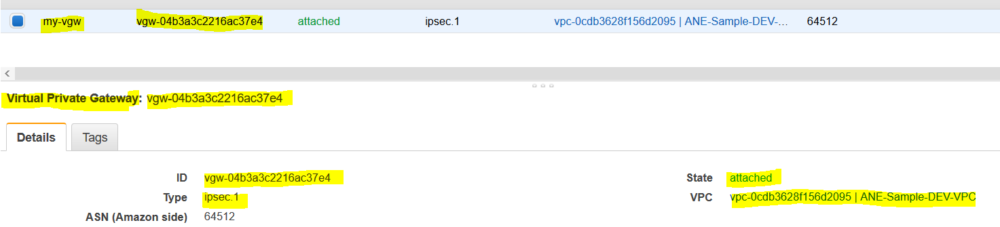 my-vgw vgw-04b3a3c2216ac37e4 attached ipsec.1 vpc-0cdb3628f156d2095 | ANE-Sample-DEV-... 64512
Virtual Private Gateway: vgw-04b3a3c2216ac37e4
Details Tags
ID vgw-04b3a3c2216ac37e4 State attached
Type ipsec.1 VPC vpc-0cdb3628f156d2095 | ANE-Sample-DEV-VPC
ASN (Amazon side) 64512